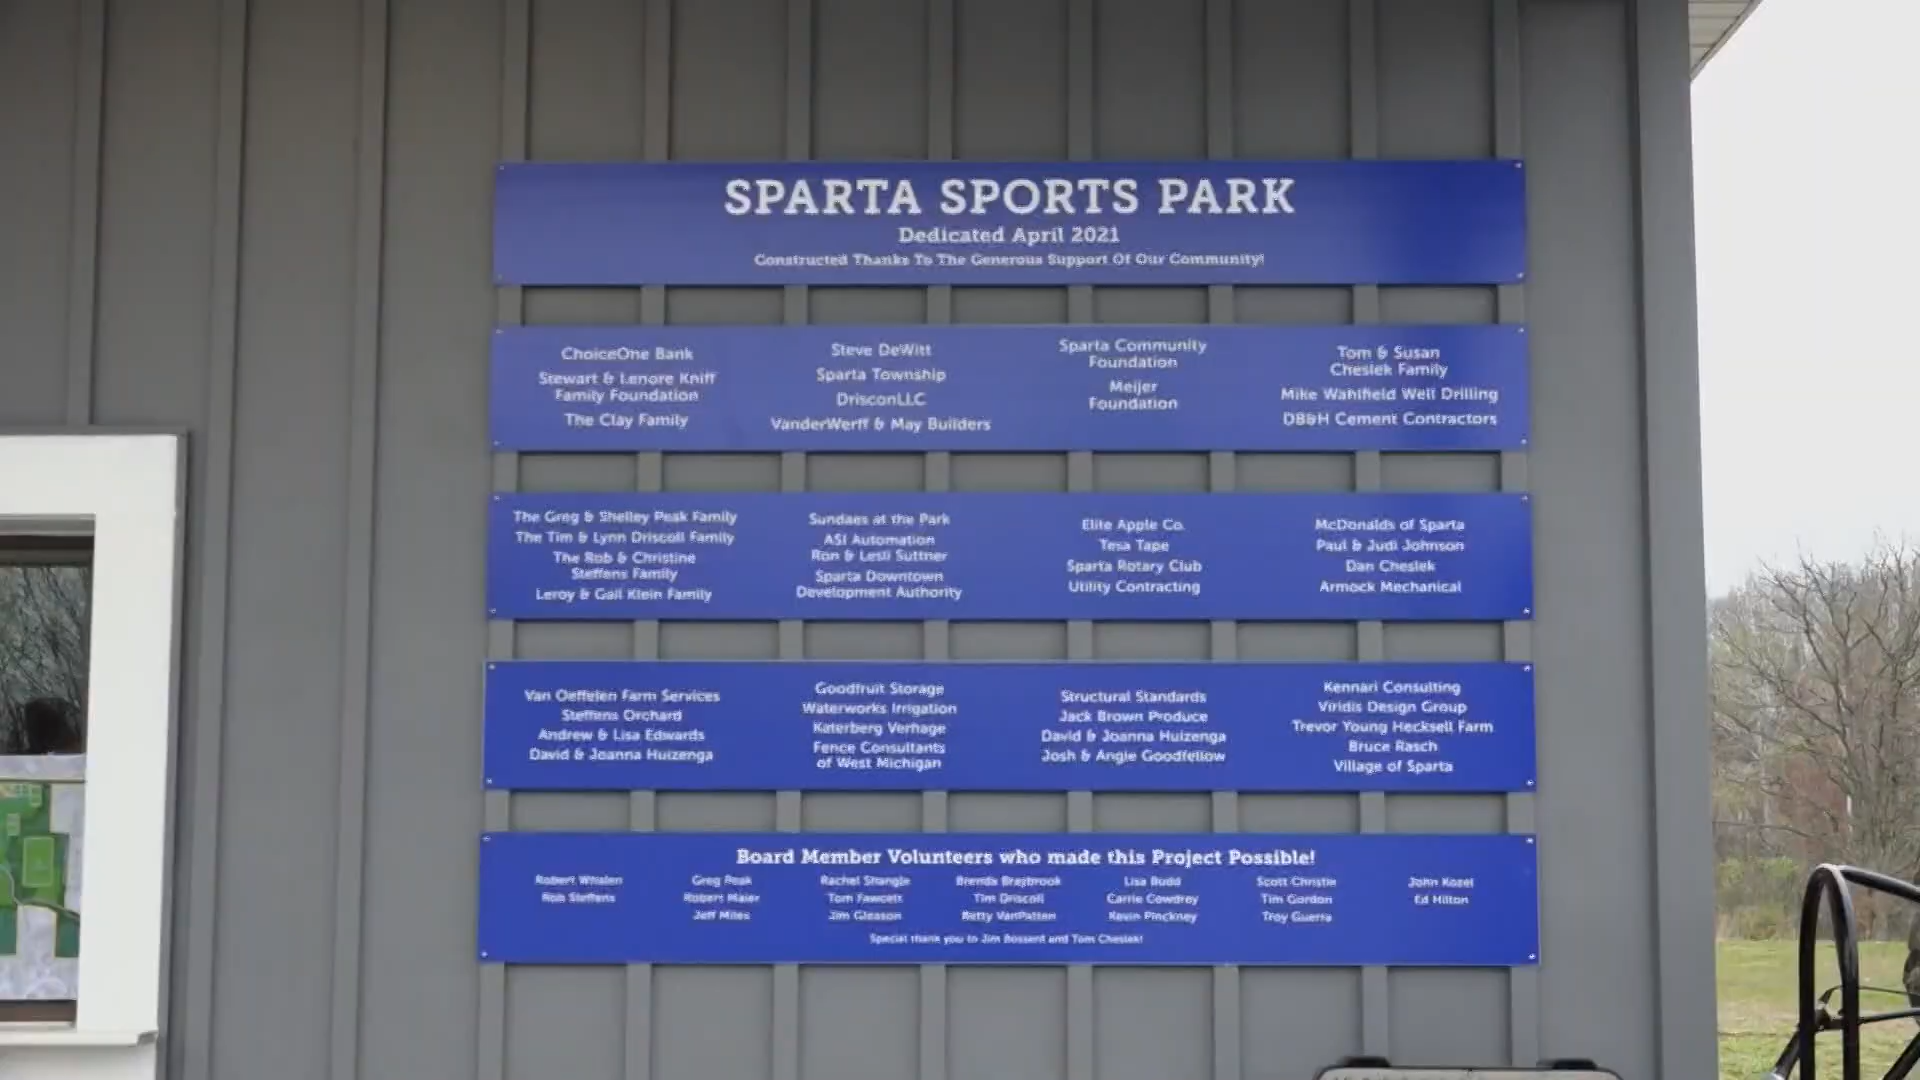 SPARTA SPORTS PARK
Dedicated April 2021
Constructed Thanks To The Generous Support Of Our Community!
ChoiceOne Bank
Stewart & Lenore Kniff
Family Foundation
The Clay Family
Steve DeWitt
Sparta Township
DrisconLLC
VanderWerff & May Builders
Sparta Community
Foundation
Meijer
Foundation
Tom & Susan
Cheslek Family
Mike Wahlfield Well Drilling
DB&H Cement Contractors
The Greg & Shelley Peak Family
The Tim & Lynn Driscoll Family
The Rob & Christine
Steffens Family
Leroy & Gail Klein Family
Sundaes at the Park
ASI Automation
Ron & Lesli Suttner
Sparta Downtown
Development Authority
Elite Apple Co.
Tesa Tape
Sparta Rotary Club
Utility Contracting
McDonalds of Sparta
Paul & Judi Johnson
Dan Cheslek
Armock Mechanical
Van Oeffelen Farm Services
Steffens Orchard
Andrew & Lisa Edwards
David & Joanna Huizenga
Goodfruit Storage
Waterworks Irrigation
Katerberg Verhage
Fence Consultants
of West Michigan
Structural Standards
Jack Brown Produce
David & Joanna Huizenga
Josh & Angie Goodfellow
Kennari Consulting
Viridis Design Group
Trevor Young Hecksell Farm
Bruce Rasch
Village of Sparta
Board Member Volunteers who made this Project Possible!
Robert Whalen
Rob Steffens
Greg Peak
Robert Maier
Jeff Miles
Rachel Shangle
Tom Fawcett
Jim Gleason
Brenda Braybrook
Tim Driscoll
Betty VanPatten
Lisa Budd
Carrie Cowdrey
Kevin Pinckney
Scott Christie
Tim Gordon
Troy Guerra
John Kozel
Ed Hilton
Special thank you to Jim Bossert and Tom Cheslek!